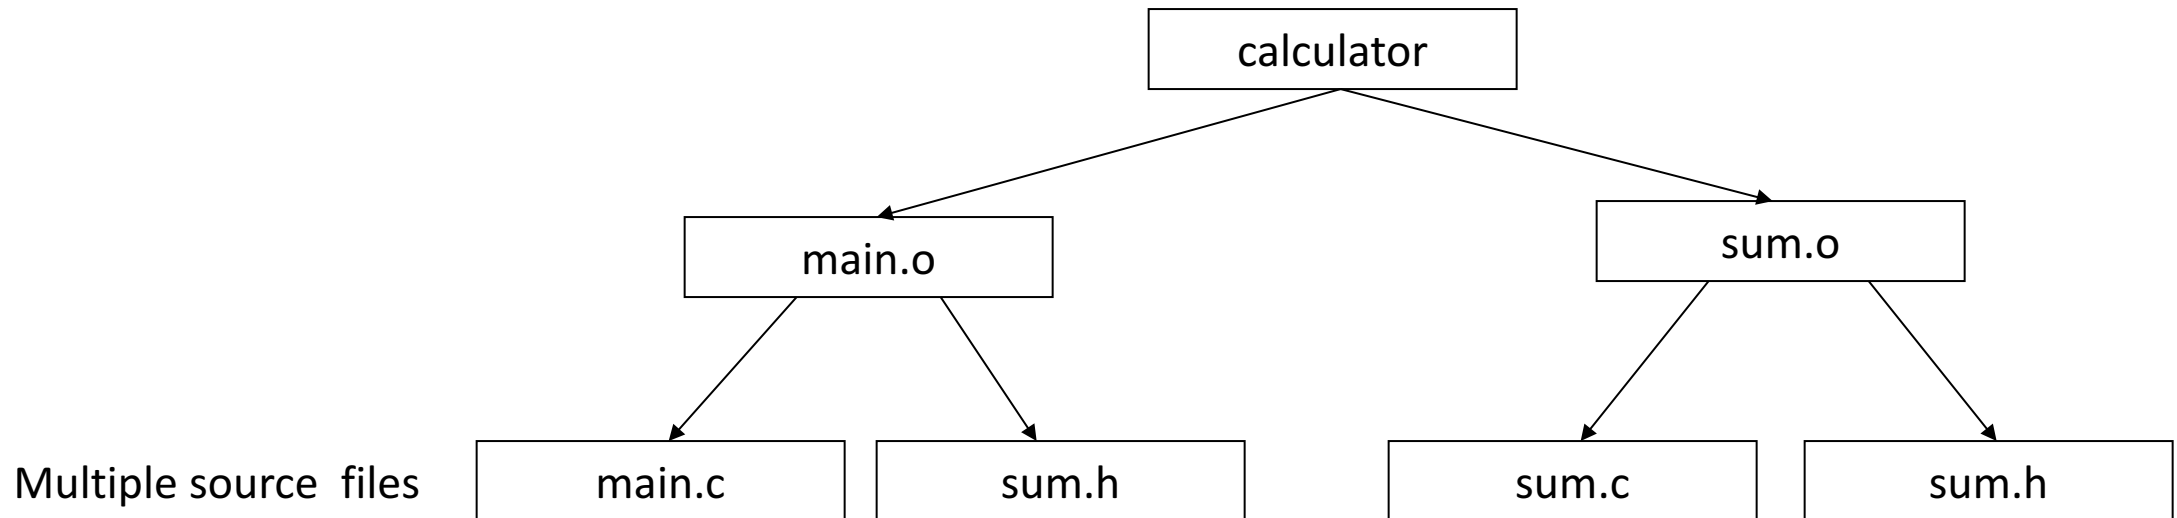 calculator
main.o
sum.o
Multiple source  files
main.c
sum.h
sum.c
sum.h